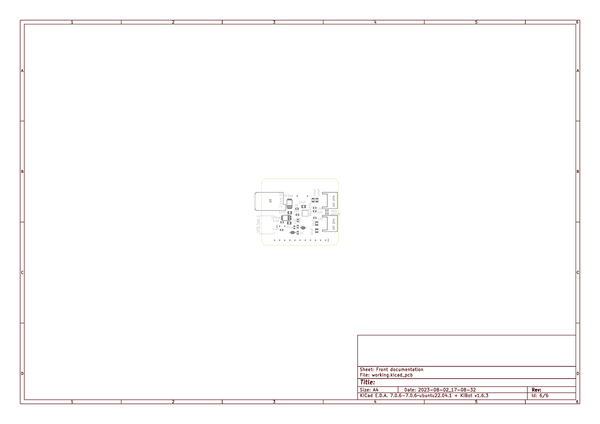 1 2 3 4 5 6
A A
B B
C C
D D
Sheet: Front documentation
File: working.kicad_pcb
Title:
Size: A4 Date: 2023-08-02_17-08-32 Rev:
KiCad E.D.A. 7.0.6-7.0.6~ubuntu22.04.1 + KiBot v1.6.3 Id: 6/6
1 2 3 4 5 6